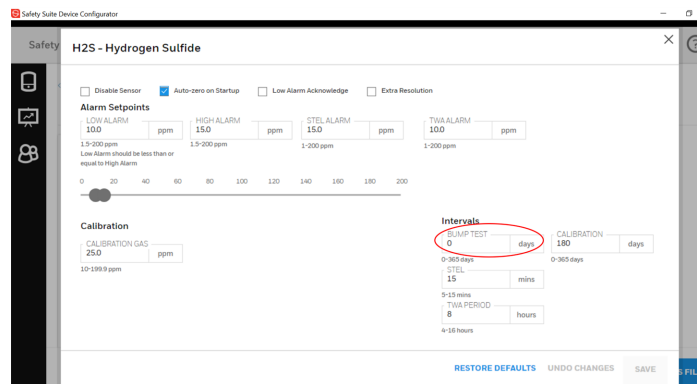 Safety Suite Device Configurator
Safety
H2S - Hydrogen Sulfide
Disable Sensor Auto-zero on Startup Low Alarm Acknowledge Extra Resolution
Alarm Setpoints
LOW ALARM HIGH ALARM STEL ALARM TWA ALARM
10.0 ppm 15.0 ppm 15.0 ppm 10.0 ppm
1.5-200 ppm 1.5-200 ppm 1-200 ppm 1-200 ppm
Low Alarm should be less than or
equal to High Alarm
0 20 40 60 80 100 120 140 160 180 200
Calibration
CALIBRATION GAS
25.0 ppm
10-199.9 ppm
Intervals
BUMP TEST CALIBRATION
0 days 180 days
0-365 days 0-365 days
STEL
15 mins
5-15 mins
TWA PERIOD
8 hours
4-16 hours
RESTORE DEFAULTS UNDO CHANGES SAVE
S FIL